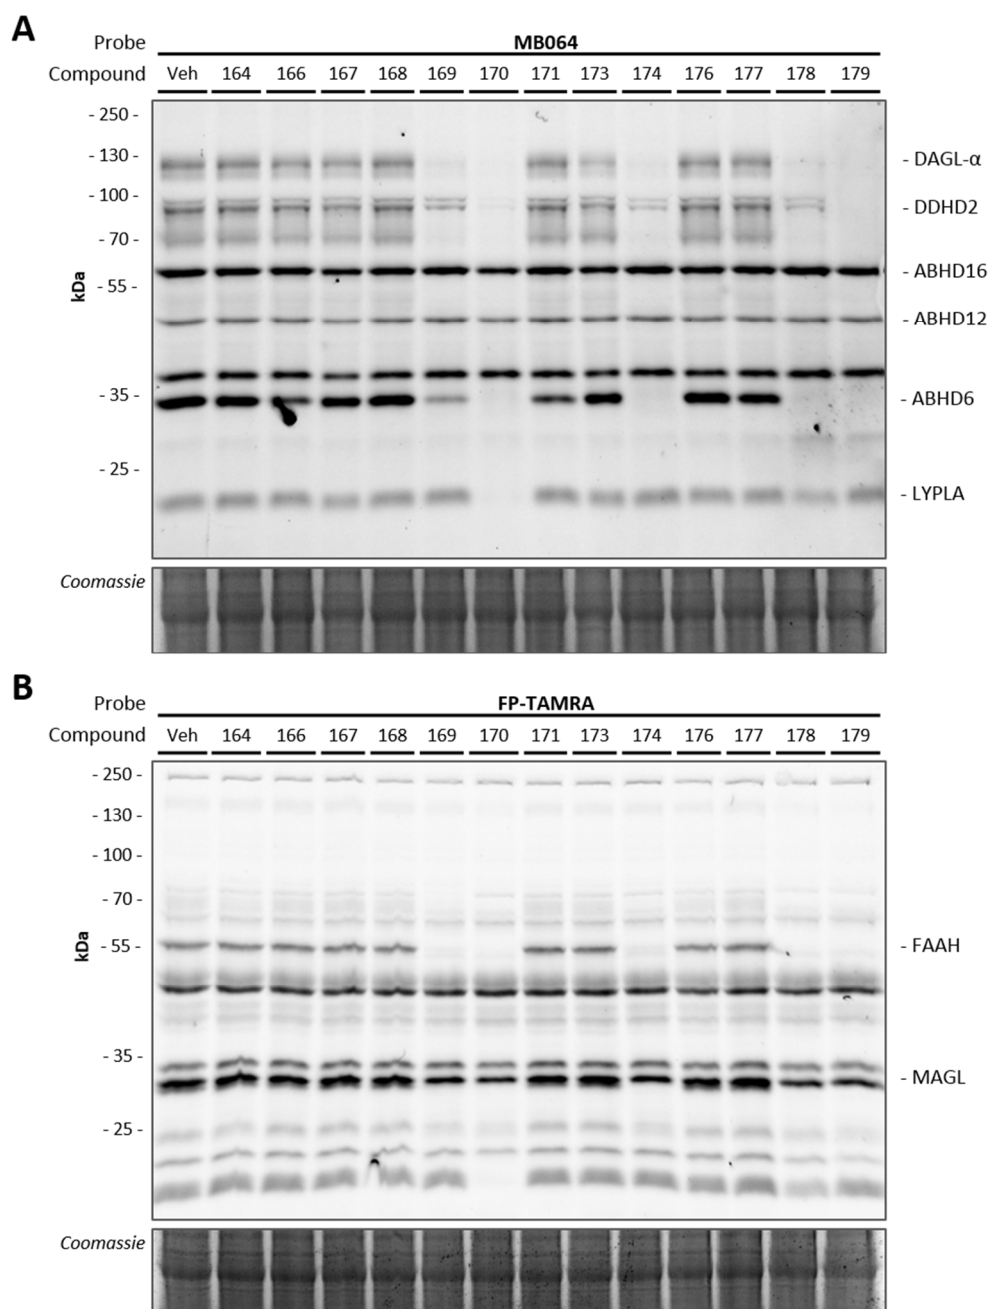 A
Probe MB064
Compound Veh 164 166 167 168 169 170 171 173 174 176 177 178 179
- 250 -
- 130 - - DAGL-α
- 100 - - DDHD2
- 70 -
- ABHD16
kDa - 55 -
- ABHD12
- 35 - - ABHD6
- 25 - - LYPLA
Coomassie
B
Probe FP-TAMRA
Compound Veh 164 166 167 168 169 170 171 173 174 176 177 178 179
- 250 -
- 130 -
- 100 -
- 70 -
kDa - 55 - - FAAH
- 35 - - MAGL
- 25 -
Coomassie